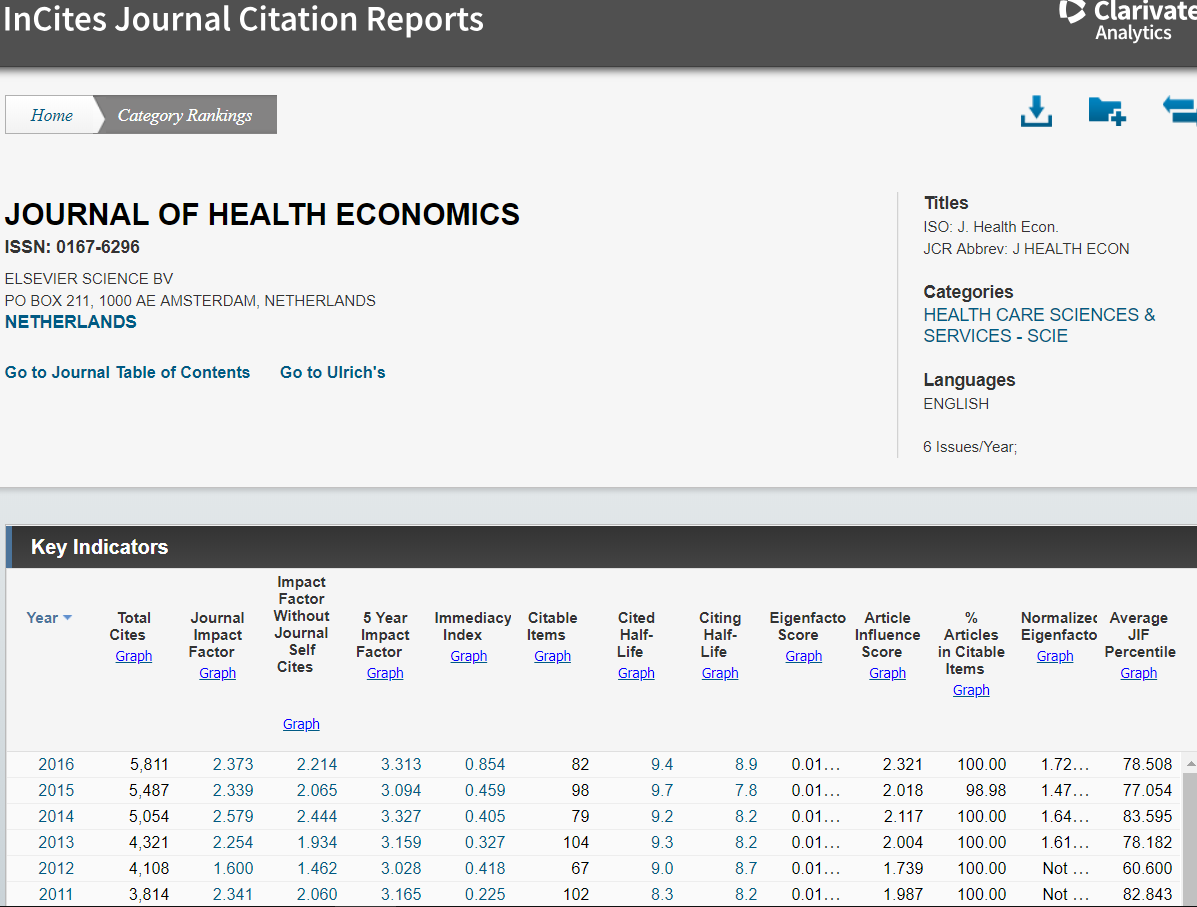 InCites Journal Citation Reports
Clarivate
Analytics
Home Category Rankings
JOURNAL OF HEALTH ECONOMICS
ISSN: 0167-6296
ELSEVIER SCIENCE BV
PO BOX 211, 1000 AE AMSTERDAM, NETHERLANDS
NETHERLANDS
Go to Journal Table of Contents Go to Ulrich's
Titles
ISO: J. Health Econ.
JCR Abbrev: J HEALTH ECON
Categories
HEALTH CARE SCIENCES &
SERVICES - SCIE
Languages
ENGLISH
6 Issues/Year;
Key Indicators
Year
Total
Cites
Graph
Journal
Impact
Factor
Graph
Impact
Factor
Without
Journal
Self
Cites
Graph
5 Year
Impact
Factor
Graph
Immediacy
Index
Graph
Citable
Items
Graph
Cited
Half-
Life
Graph
Citing
Half-
Life
Graph
Eigenfacto
Score
Graph
Article
Influence
Score
Graph
%
Articles
in Citable
Items
Graph
Normalized
Eigenfacto
Graph
Average
JIF
Percentile
Graph
2016 5,811 2.373 2.214 3.313 0.854 82 9.4 8.9 0.01... 2.321 100.00 1.72... 78.508
2015 5,487 2.339 2.065 3.094 0.459 98 9.7 7.8 0.01... 2.018 98.98 1.47... 77.054
2014 5,054 2.579 2.444 3.327 0.405 79 9.2 8.2 0.01... 2.117 100.00 1.64... 83.595
2013 4,321 2.254 1.934 3.159 0.327 104 9.3 8.2 0.01... 2.004 100.00 1.61... 78.182
2012 4,108 1.600 1.462 3.028 0.418 67 9.0 8.7 0.01... 1.739 100.00 Not ... 60.600
2011 3,814 2.341 2.060 3.165 0.225 102 8.3 8.2 0.01... 1.987 100.00 Not ... 82.843